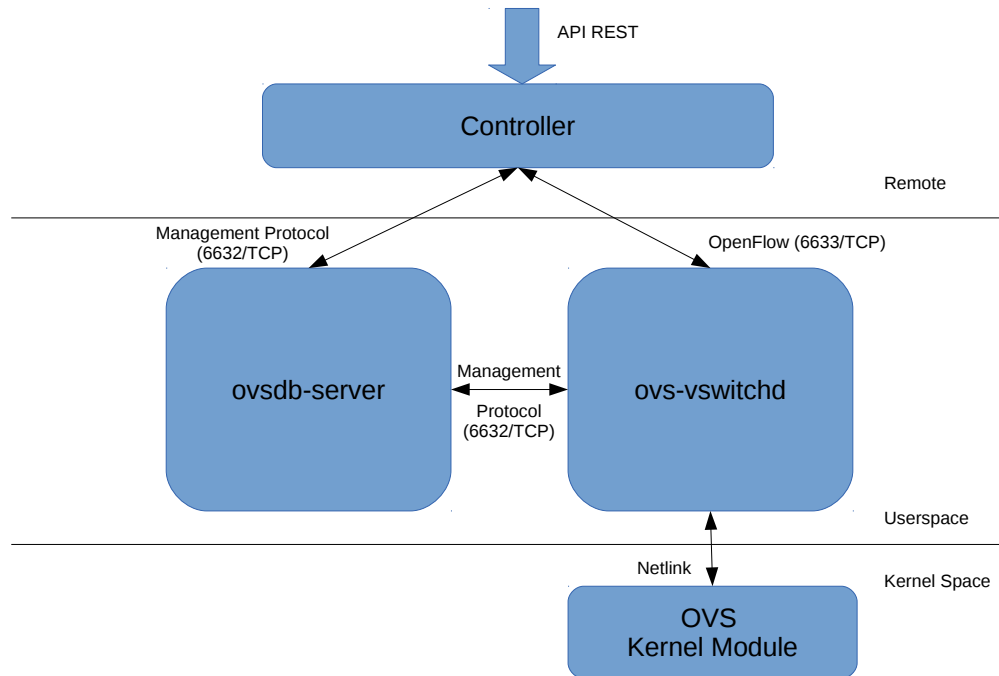 API REST
Controller
Remote
Management Protocol
(6632/TCP)
OpenFlow (6633/TCP)
ovsdb-server
Management
Protocol
(6632/TCP)
ovs-vswitchd
Userspace
Netlink
Kernel Space
OVS
Kernel Module